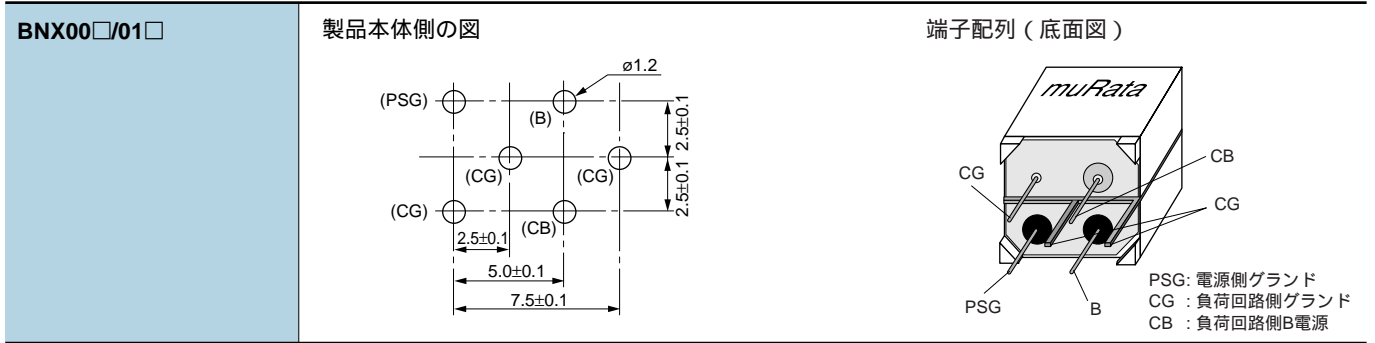 BNX00□/01□
製品本体側の図
端子配列（底面図）
ø1.2
(PSG)
(B)
2.5±0.1
(CG)
(CG)
2.5±0.1
(CG)
(CB)
2.5±0.1
5.0±0.1
7.5±0.1
muRata
CB
CG
CG
PSG
B
PSG: 電源側グランド
CG : 負荷回路側グランド
CB : 負荷回路側B電源